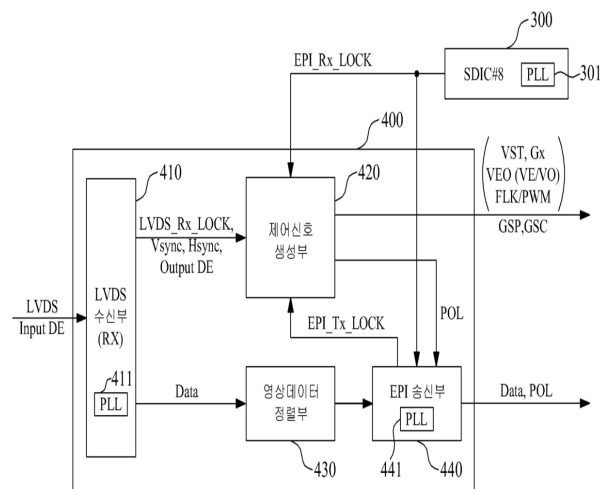 300
SDIC#8
PLL
301
EPI_Rx_LOCK
400
410
420
VST, Gx
VEO (VE/VO)
FLK/PWM
GSP,GSC
LVDS_Rx_LOCK,
Vsync, Hsync,
Output DE
제어신호
생성부
LVDS
수신부
(RX)
LVDS
Input DE
POL
EPI_Tx_LOCK
411
PLL
Data
영상데이터
정렬부
430
EPI 송신부
PLL
441
440
Data, POL